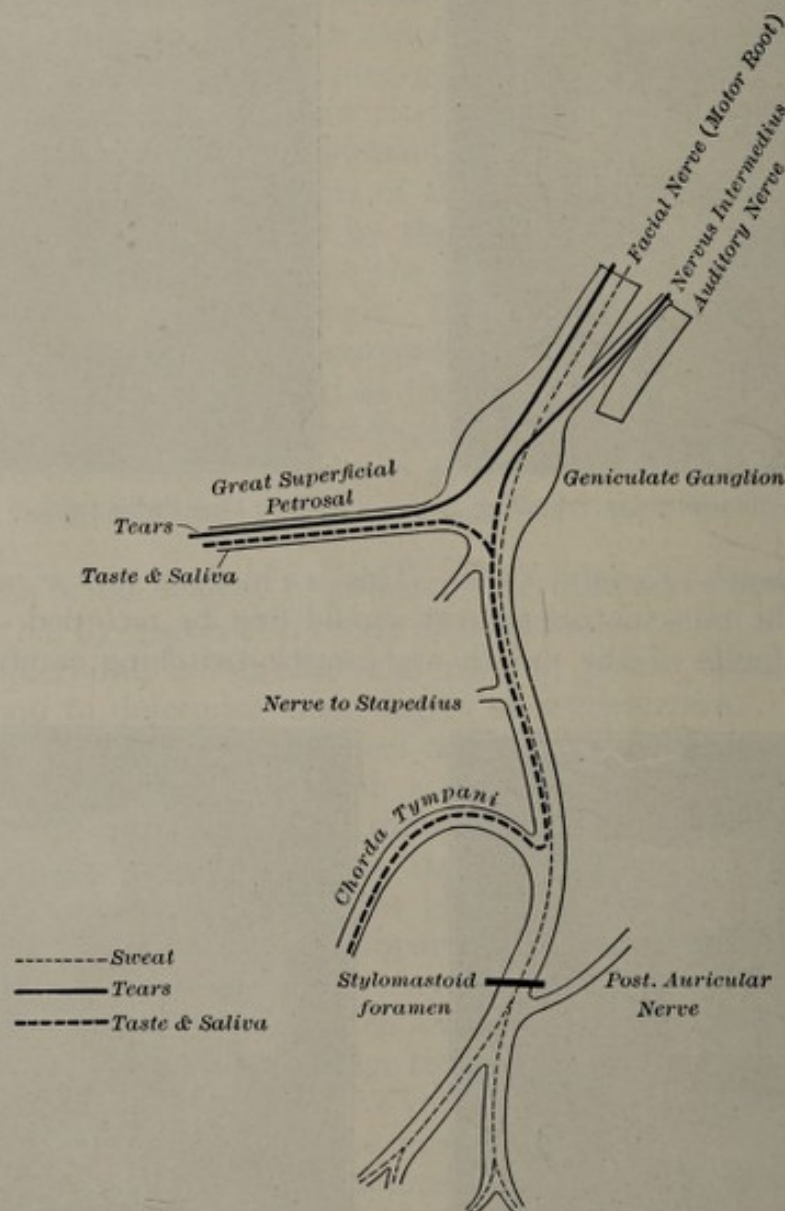 Facial Nerve (Motor Root)
Nervus Intermedius
Auditory Nerve
Great Superficial
Petrosal
Geniculate Ganglion
Tears
Taste & Saliva
Nerve to Stapedius
Chorda Tympani
Sweat
Tears
Taste & Saliva
Stylomastoid
foramen
Post. Auricular
Nerve